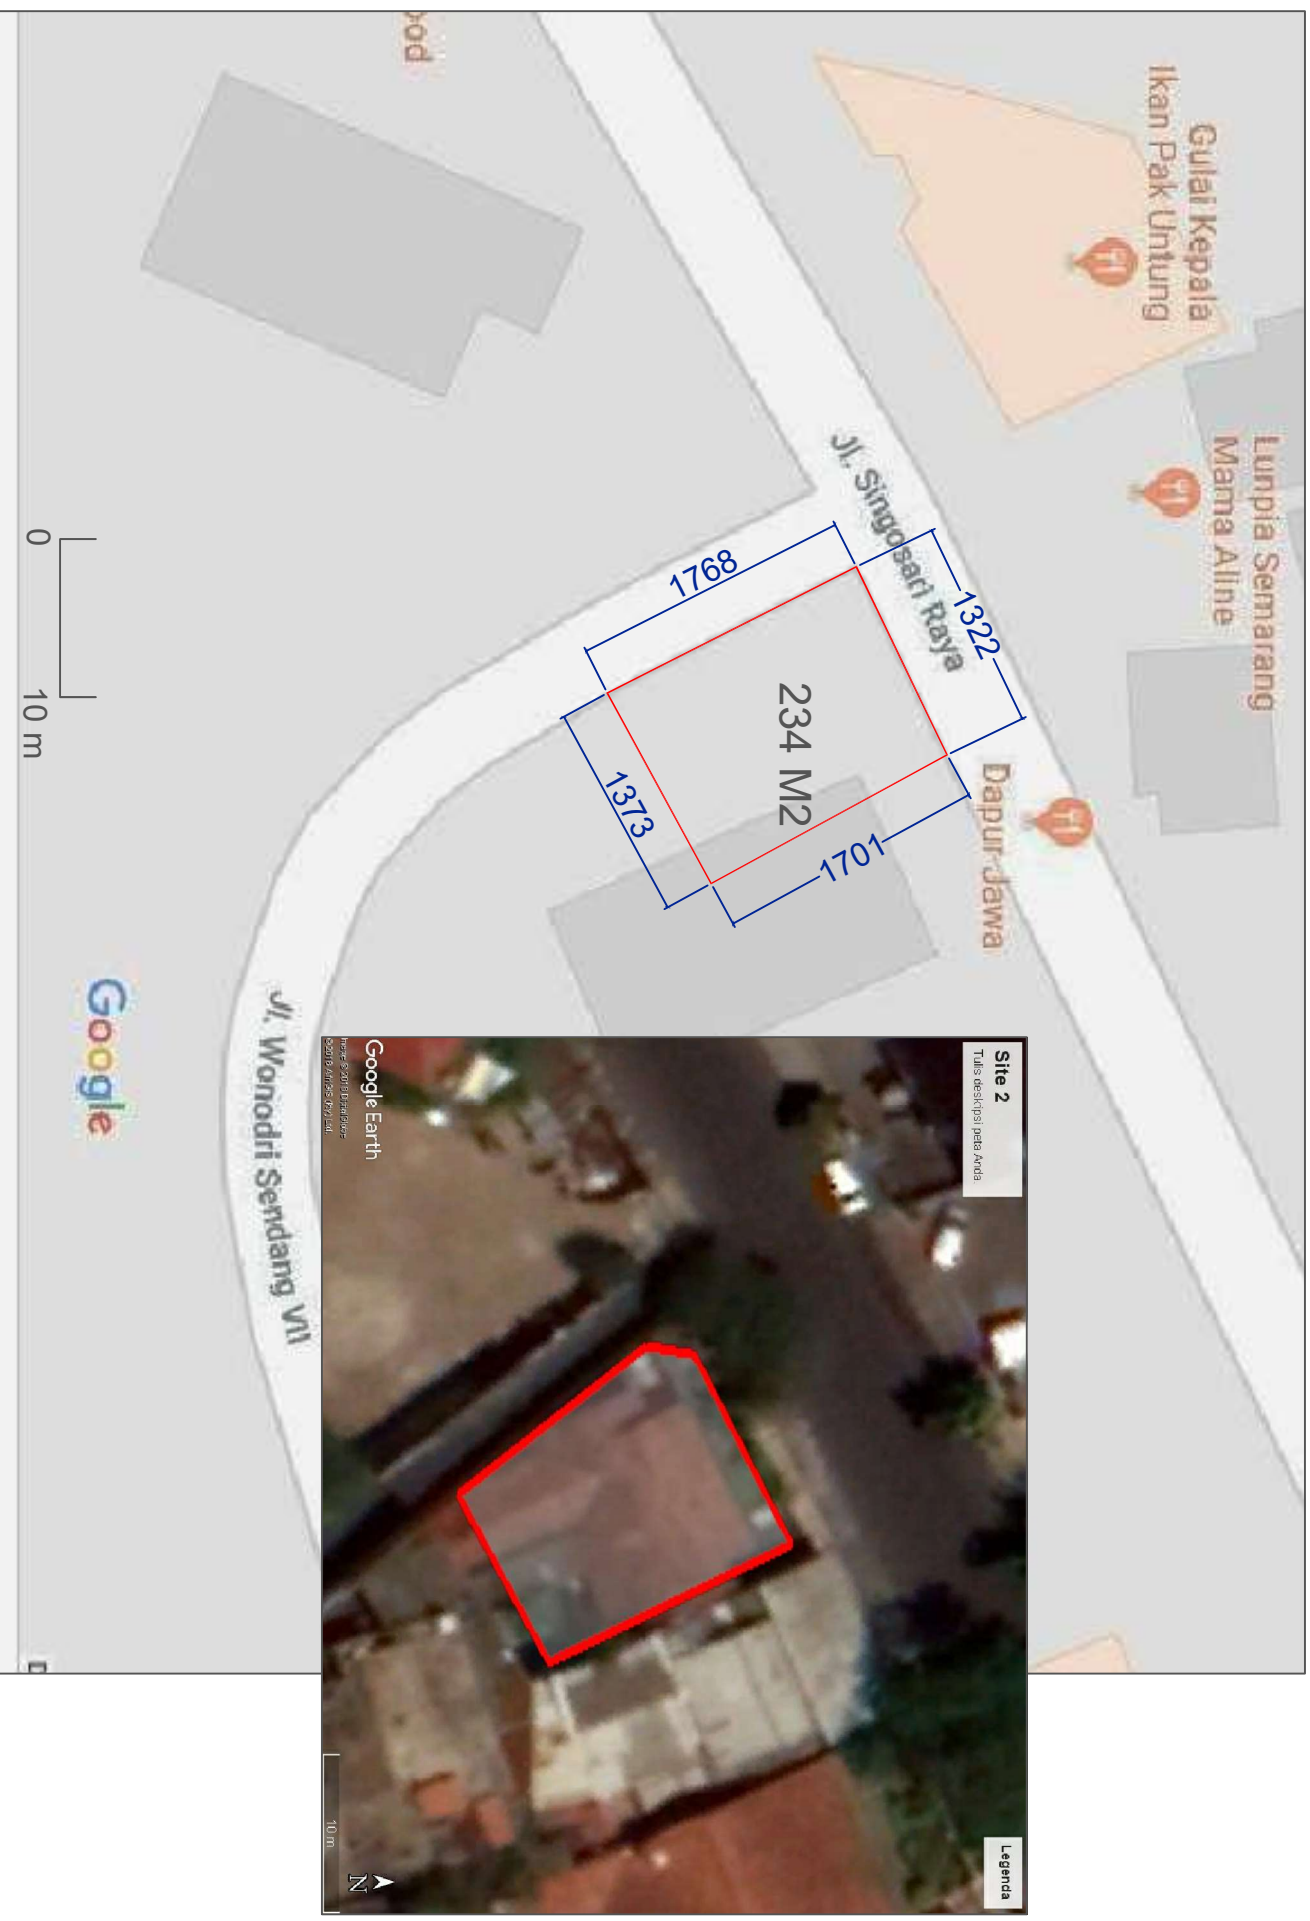 ood
Gulai Kepala
Ikan Pak Untung
Lunpia Semarang
Mama Aline
Jl. Singosari Raya
1768
1322
234 M2
1373
1701
Dapur Jawa
0
10 m
Google
Jl. Wonodri Sendang VII
Site 2
Tulis deskripsi peta Anda.
Google Earth
Legenda
10 m
N